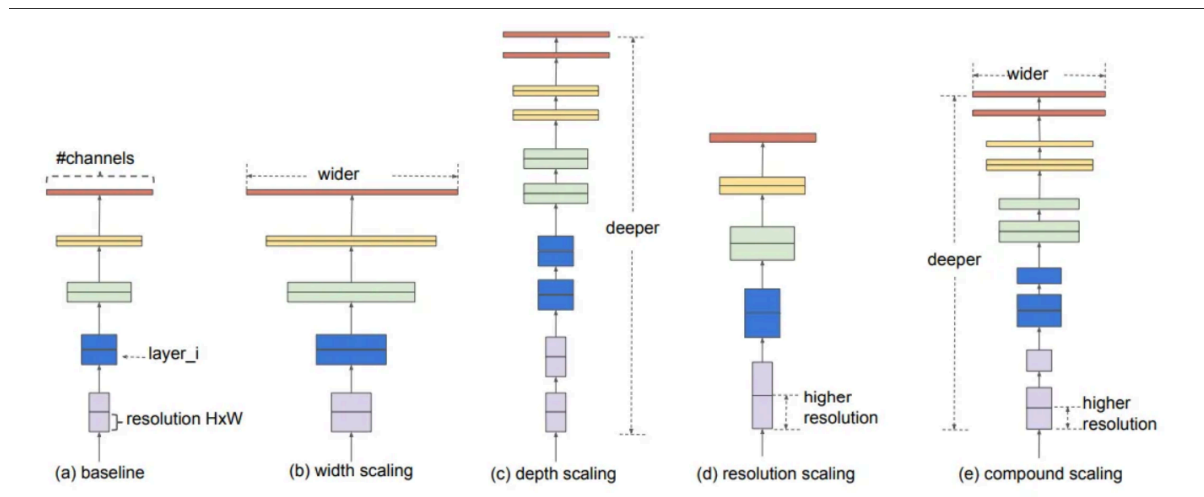 #channels
layer_i
resolution HxW
(a) baseline
wider
(b) width scaling
deeper
(c) depth scaling
higher
resolution
(d) resolution scaling
wider
deeper
higher
resolution
(e) compound scaling